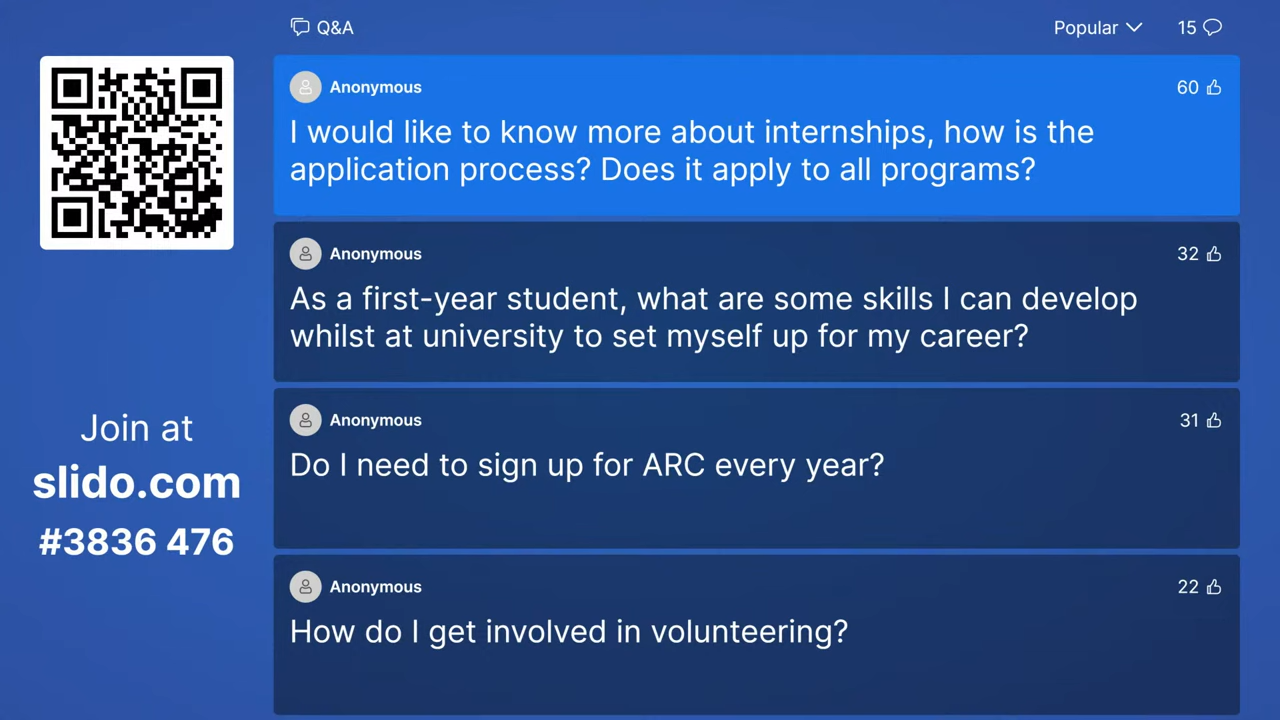 Q&A
Popular
15
Anonymous
60
I would like to know more about internships, how is the
application process? Does it apply to all programs?
Anonymous
32
As a first-year student, what are some skills I can develop
whilst at university to set myself up for my career?
Anonymous
31
Do I need to sign up for ARC every year?
Anonymous
22
How do I get involved in volunteering?
Join at
slido.com
#3836 476